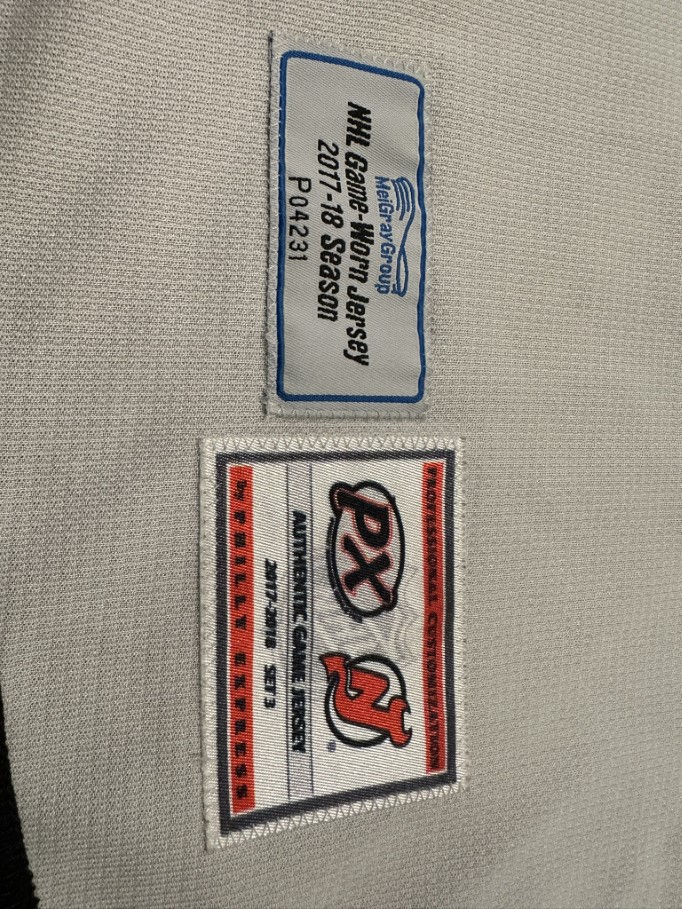 MeiGrayGroup
NHL Game-Worn Jersey
2017-18 Season
P04231
PROFESSIONAL CUSTOMIZATION
PX
®
AUTHENTIC GAME JERSEY
2017-2018 SET 3
by PHILLY EXPRESS